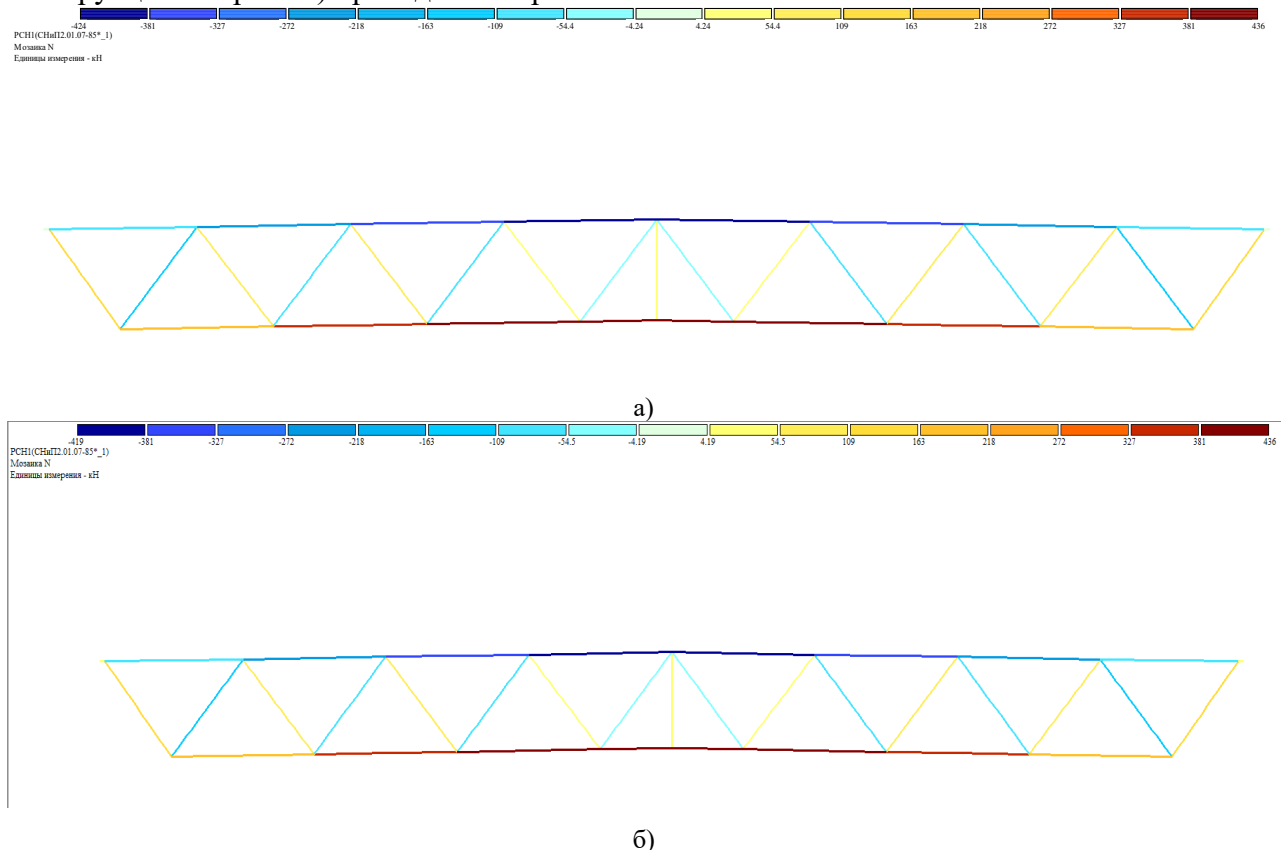 -424 -381 -327 -272 -218 -163 -109 -54.4 -4.24 4.24 54.4 109 163 218 272 327 381 436
РСН1(СНиП2.01.07-85*_1)
Мозаика N
Единицы измерения - кН
а)
-419 -381 -327 -272 -218 -163 -109 -54.5 -4.19 4.19 54.5 109 163 218 272 327 381 436
РСН1(СНиП2.01.07-85*_1)
Мозаика N
Единицы измерения - кН
б)